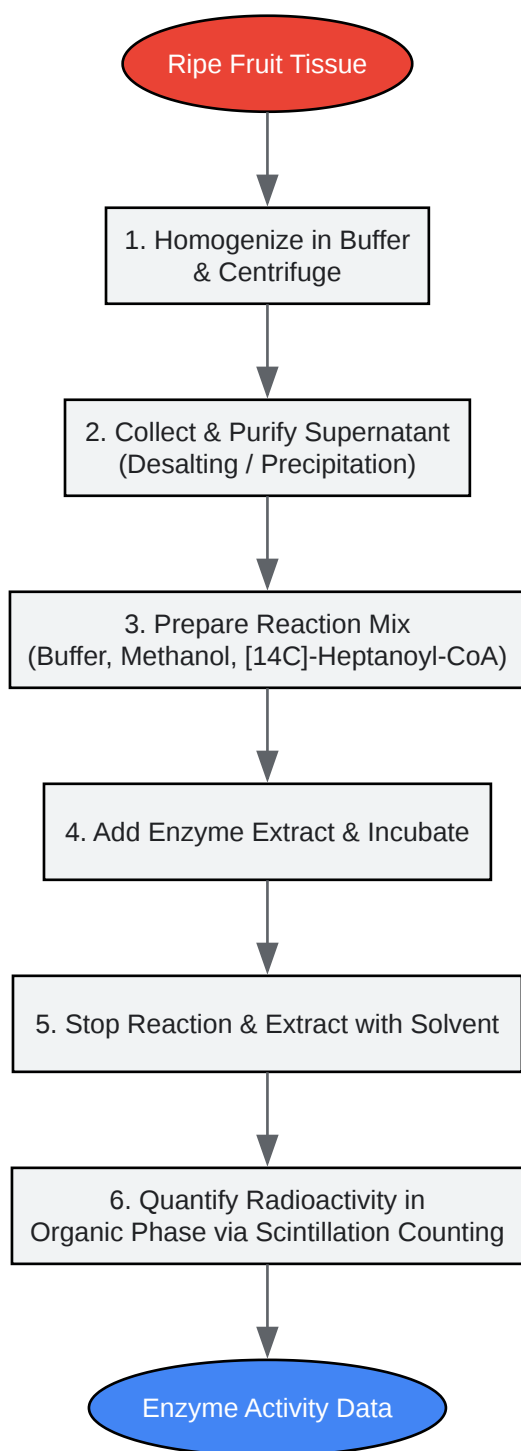 Ripe Fruit Tissue
1. Homogenize in Buffer
& Centrifuge
2. Collect & Purify Supernatant
(Desalting / Precipitation)
3. Prepare Reaction Mix
(Buffer, Methanol, [14C]-Heptanoyl-CoA)
4. Add Enzyme Extract & Incubate
5. Stop Reaction & Extract with Solvent
6. Quantify Radioactivity in
Organic Phase via Scintillation Counting
Enzyme Activity Data